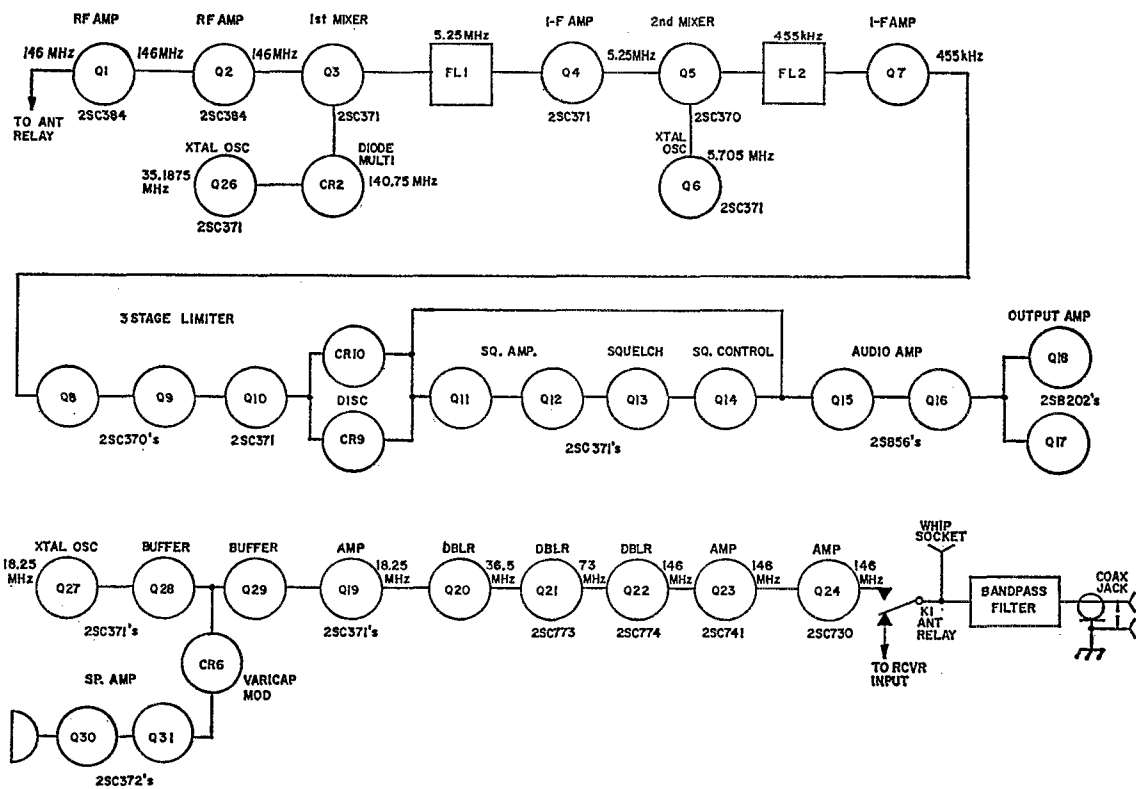 RF AMP
RF AMP
1st MIXER
I-F AMP
2nd MIXER
I-F AMP
5.25 MHz
455kHz
146 MHz
146MHz
146 MHz
5.25 MHz
455kHz
Q1
Q2
Q3
FL1
Q4
Q5
FL2
Q7
2SC384
2SC384
2SC371
2SC371
2SC370
TO ANT
RELAY
XTAL OSC
DIODE
MULTI
XTAL
OSC
5.705 MHz
35.1875
MHz
Q26
CR2
140.75 MHz
Q6
2SC371
2SC371
3 STAGE LIMITER
OUTPUT AMP
CR10
SQ. AMP.
SQUELCH
SQ. CONTROL
AUDIO AMP
Q18
Q8
Q9
Q10
DISC
Q11
Q12
Q13
Q14
Q15
Q16
2SB202's
2SC370's
2SC371
CR9
2SC371's
2SB56's
Q17
XTAL OSC
BUFFER
BUFFER
AMP
DBLR
DBLR
DBLR
AMP
AMP
WHIP
SOCKET
18.25
MHz
Q27
Q28
Q29
Q19
18.25
MHz
Q20
36.5
MHz
Q21
73
MHz
Q22
146
MHz
Q23
146
MHz
Q24
146
MHz
K1
ANT
RELAY
BANDPASS
FILTER
COAX
JACK
2SC371's
2SC371's
2SC773
2SC774
2SC741
2SC730
TO RCVR
INPUT
CR6
VARICAP
MOD
SP. AMP
Q30
Q31
2SC372's